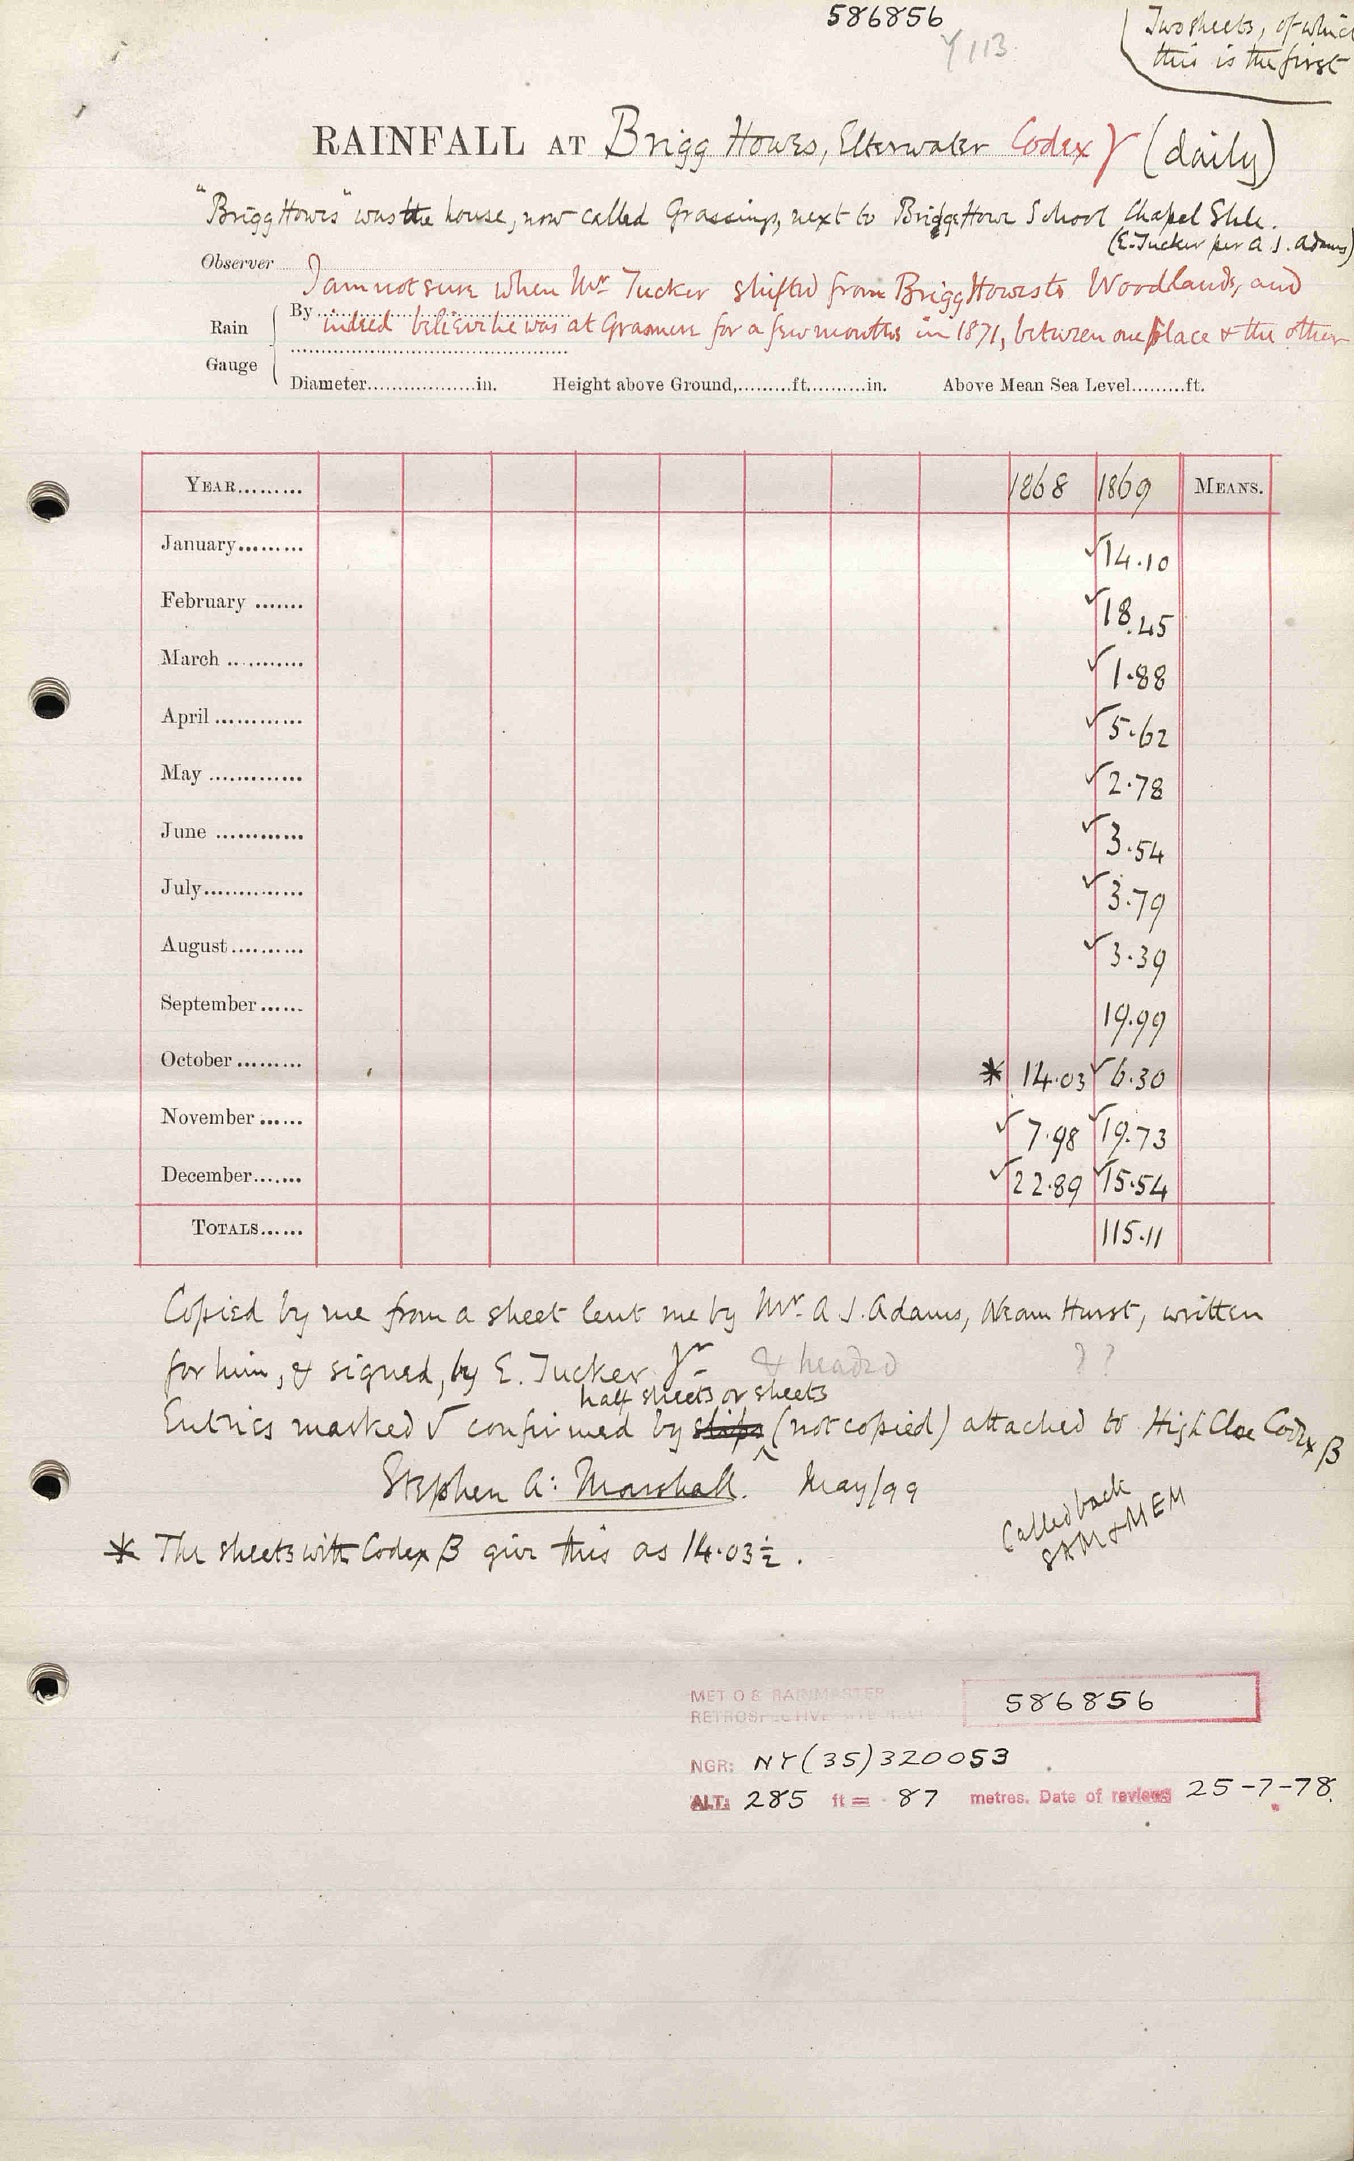 586856
Y113
Two sheets, of which
this is the first
RAINFALL AT Brigg Howes, Elterwater Codex γ (daily)
"Brigg Howes" was the house, now called Grassings, next to Brigge Howe School Chapel Stile.
(E. Tucker per A J. Adams)
Observer
I am not sure when Mr Tucker shifted from Brigg Howes to Woodlands, and
By indeed believe he was at Grasmere for a few months in 1871, between one place & the other
Rain
Gauge
Diameter..................in. Height above Ground,.........ft..........in. Above Mean Sea Level.........ft.
YEAR......... 1868 1869 MEANS.
January......... √14.10
February ....... √18.45
March ........... √1.88
April ............ √5.62
May ............. √2.78
June ............ √3.54
July.............. √3.79
August.......... √3.39
September...... 19.99
October......... * 14.03 √6.30
November...... √7.98 √19.73
December....... √22.89 √15.54
TOTALS...... 115.11
Copied by me from a sheet lent me by Mr. A J. Adams, Neam Hurst, written
for him, & signed, by E. Tucker Jr & headed ? ?
half sheets or sheets
Entries marked √ confirmed by slips (not copied) attached to High Close Codex β
Stephen A: Marshall. May/99
Called back
SAM & MEM
* The sheets with Codex β give this as 14.03½.
MET O 8 RAINMASTER
RETROSPECTIVE SITE REVIEW
586856
NGR: NY(35)320053
ALT: 285 ft = 87 metres. Date of review 25-7-78.